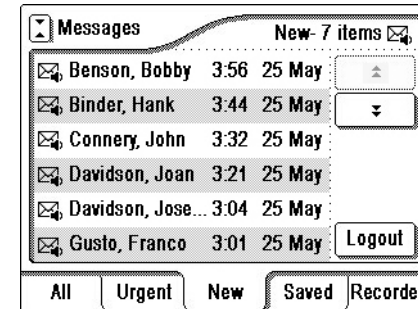 Messages New- 7 items
Benson, Bobby 3:56 25 May
Binder, Hank 3:44 25 May
Connery, John 3:32 25 May
Davidson, Joan 3:21 25 May
Davidson, Jose... 3:04 25 May
Gusto, Franco 3:01 25 May Logout
All Urgent New Saved Recorde